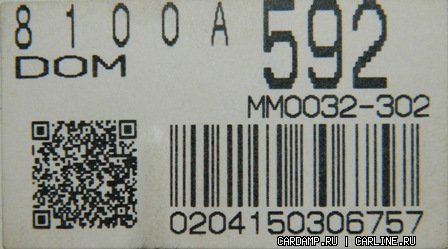 8100A 592
DOM
MM0032-302
0204150306757
CARDAMP.RU | CARLINE.RU